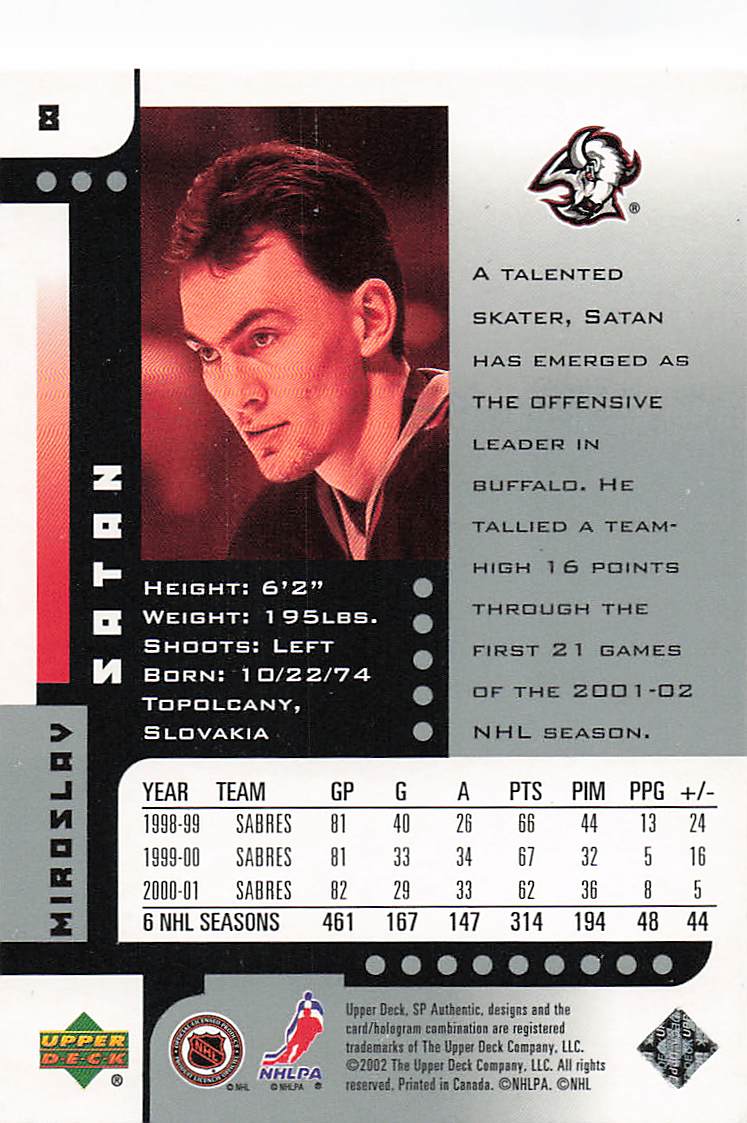 8
MIROSLAV
SATAN
HEIGHT: 6'2"
WEIGHT: 195LBS.
SHOOTS: LEFT
BORN: 10/22/74
TOPOLCANY,
SLOVAKIA
®
A TALENTED
SKATER, SATAN
HAS EMERGED AS
THE OFFENSIVE
LEADER IN
BUFFALO. HE
TALLIED A TEAM-
HIGH 16 POINTS
THROUGH THE
FIRST 21 GAMES
OF THE 2001-02
NHL SEASON.
YEAR TEAM GP G A PTS PIM PPG +/-
1998-99 SABRES 81 40 26 66 44 13 24
1999-00 SABRES 81 33 34 67 32 5 16
2000-01 SABRES 82 29 33 62 36 8 5
6 NHL SEASONS 461 167 147 314 194 48 44
UPPER
DECK
®
NHL
© NHL
NHLPA
© NHLPA ®
Upper Deck, SP Authentic, designs and the
card/hologram combination are registered
trademarks of The Upper Deck Company, LLC.
©2002 The Upper Deck Company, LLC. All rights
reserved. Printed in Canada. ©NHLPA. ©NHL